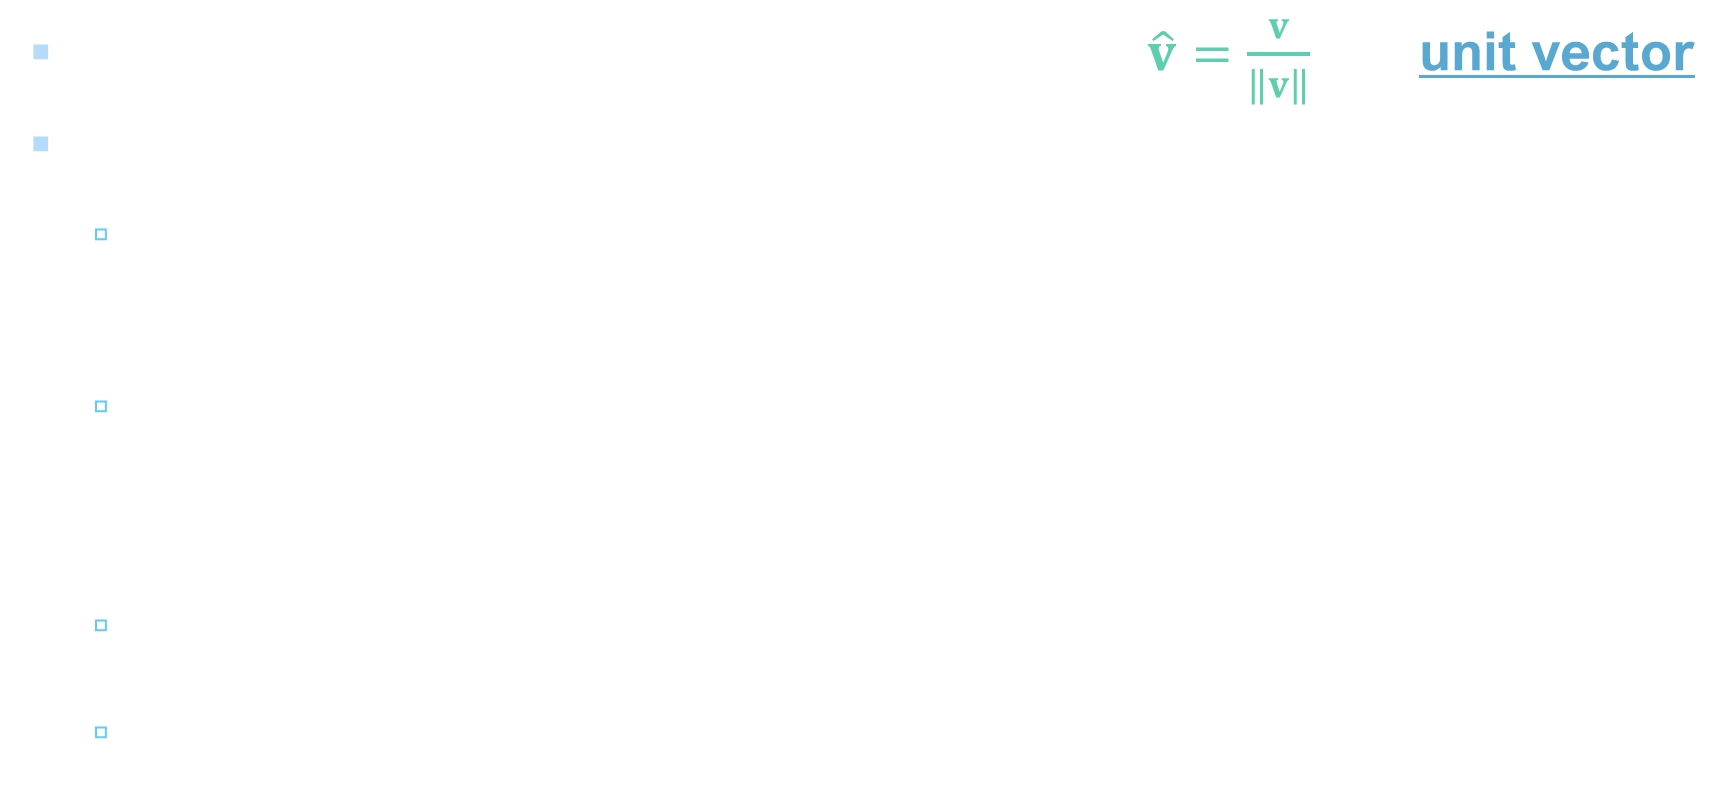 v̂ = v / ‖v‖ unit vector